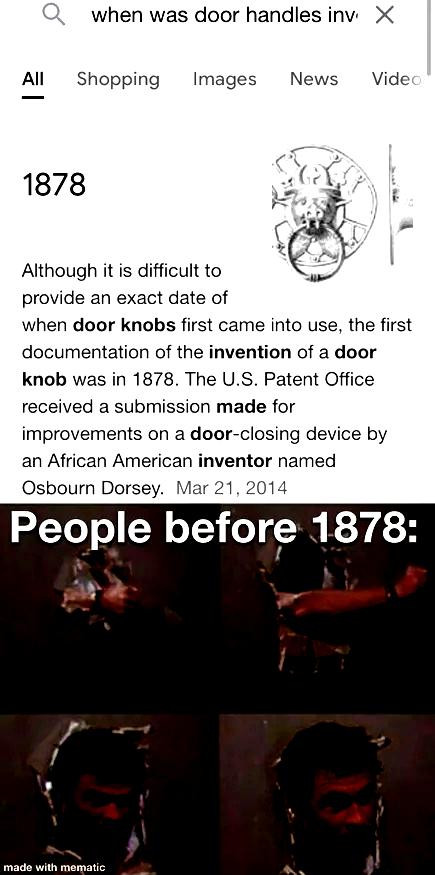 when was door handles inv
All Shopping Images News Video
1878
Although it is difficult to
provide an exact date of
when door knobs first came into use, the first
documentation of the invention of a door
knob was in 1878. The U.S. Patent Office
received a submission made for
improvements on a door-closing device by
an African American inventor named
Osbourn Dorsey. Mar 21, 2014
People before 1878:
made with mematic